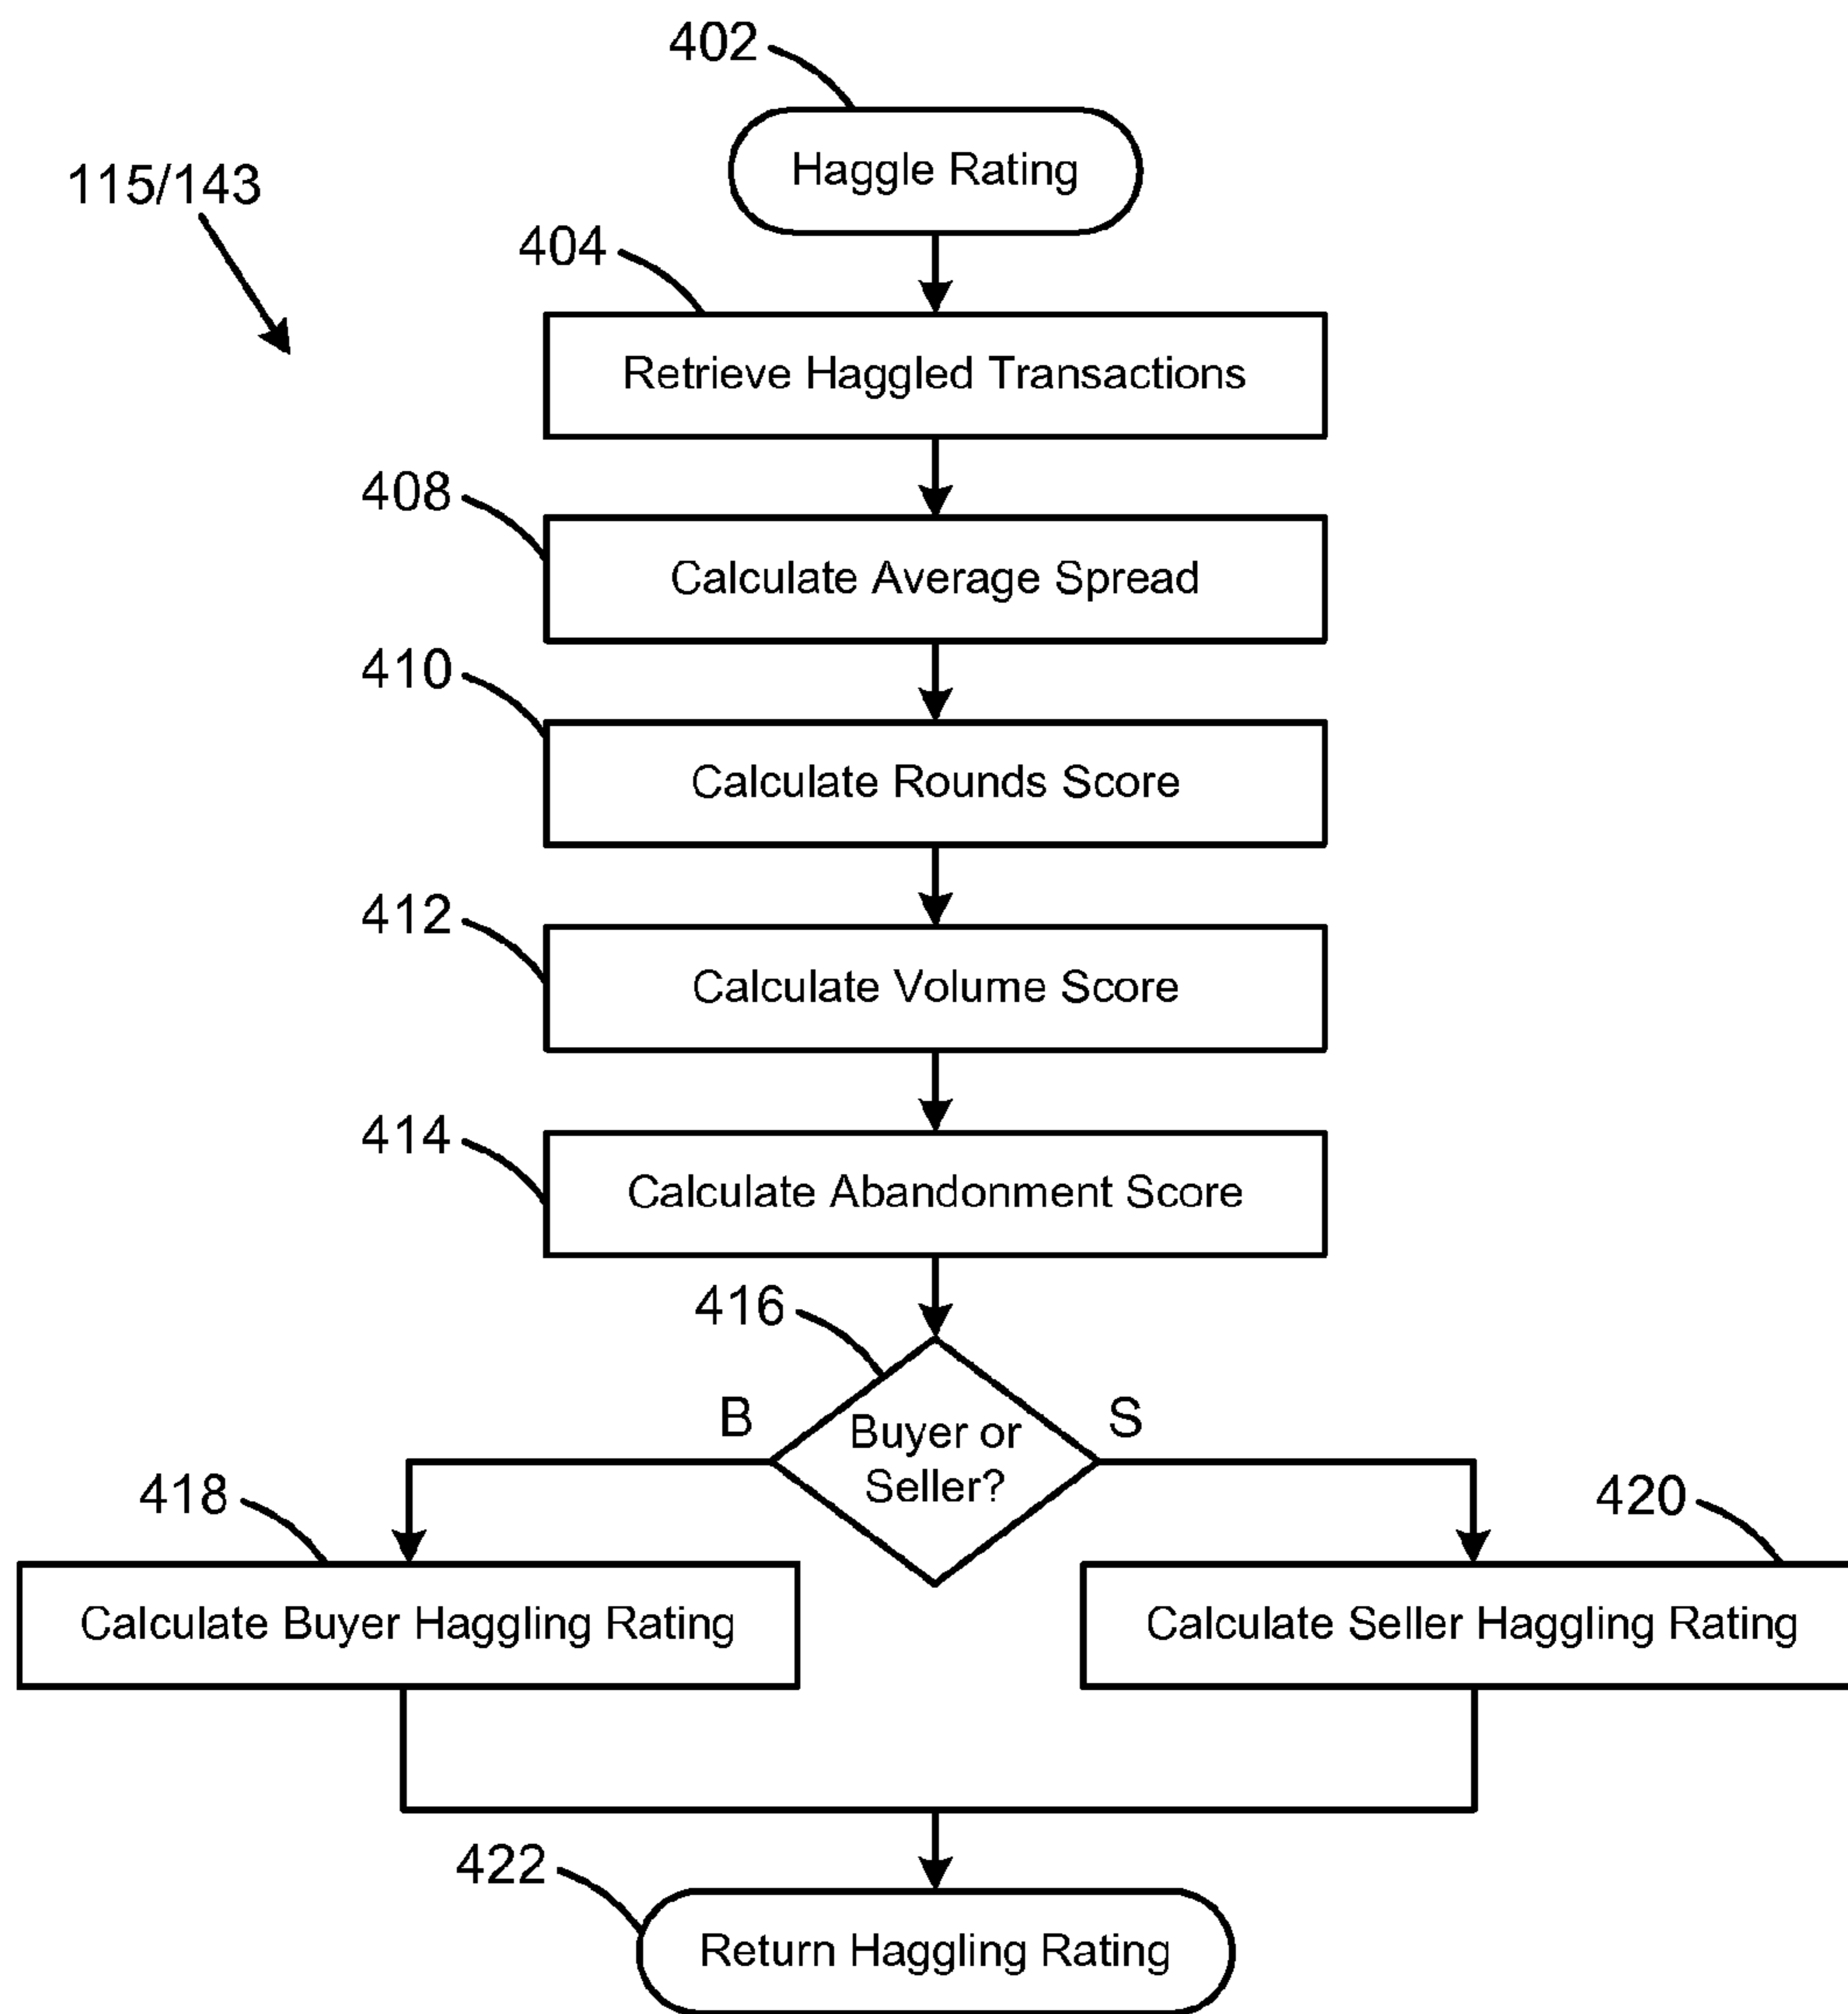 402
Haggle Rating
115/143
404
Retrieve Haggled Transactions
408
Calculate Average Spread
410
Calculate Rounds Score
412
Calculate Volume Score
414
Calculate Abandonment Score
416
B
Buyer or
Seller?
S
418
Calculate Buyer Haggling Rating
420
Calculate Seller Haggling Rating
422
Return Haggling Rating